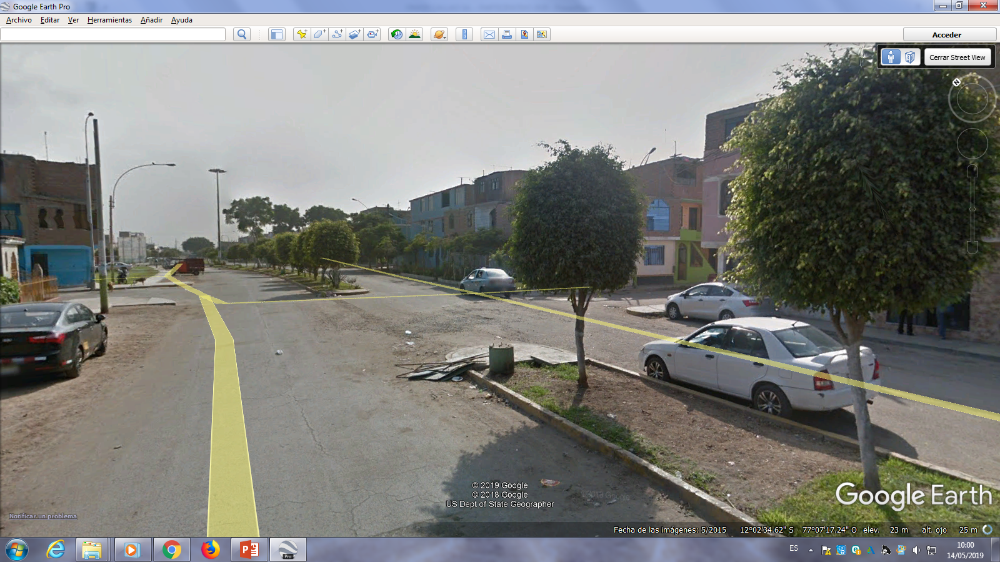 Google Earth Pro
Archivo Editar Ver Herramientas Añadir Ayuda
Acceder
Cerrar Street View
© 2019 Google
© 2018 Google
US Dept of State Geographer
Google Earth
Notificar un problema
Fecha de las imágenes: 5/2015 12°02'34.62" S 77°07'17.24" O elev. 23 m alt. ojo 25 m
Pro
ES
10:00
14/05/2019